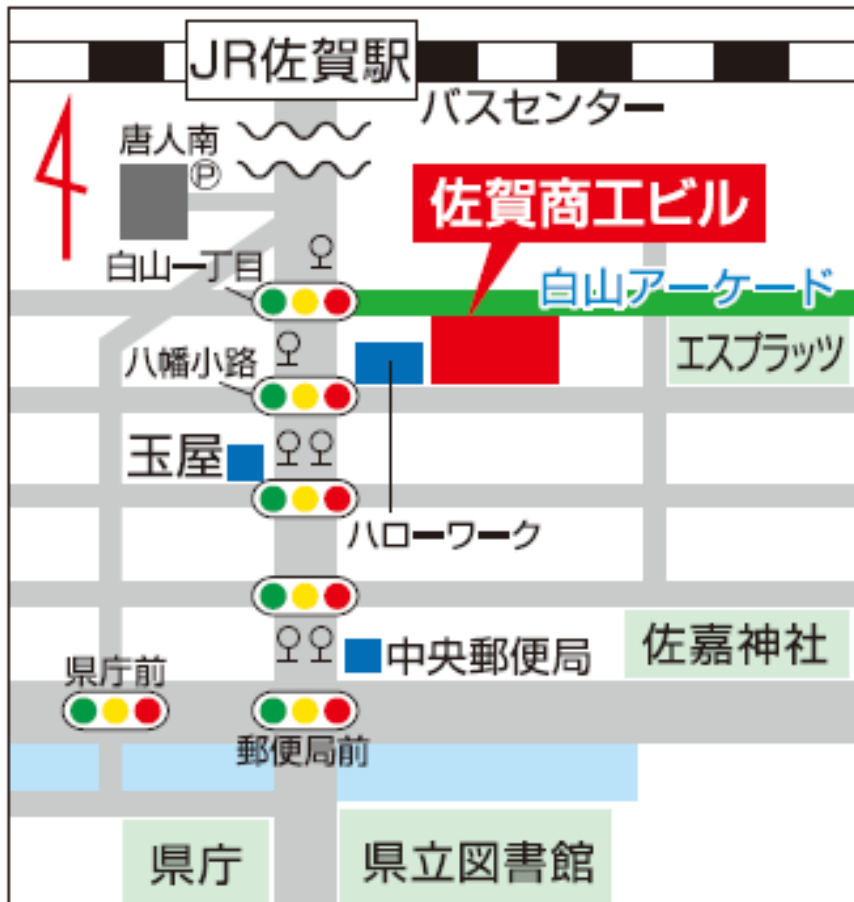 JR佐賀駅
バスセンター
唐人南
P
佐賀商工ビル
白山一丁目
白山アーケード
エスプラッツ
八幡小路
玉屋
ハローワーク
佐嘉神社
中央郵便局
県庁前
郵便局前
県庁
県立図書館